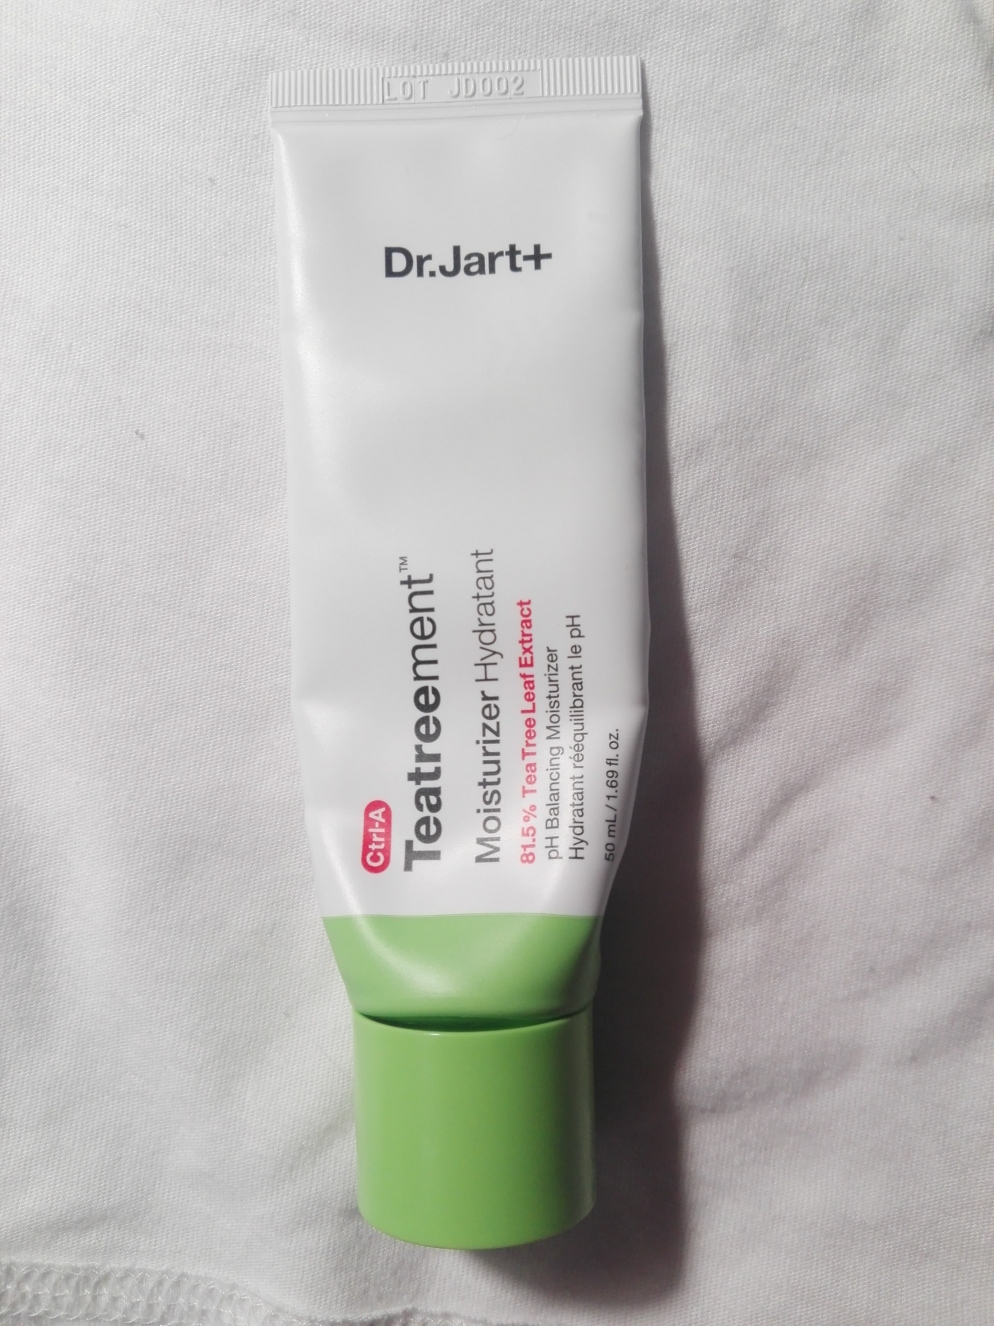 LOT JD002
Dr.Jart+
Ctrl-A
Teatreement™
Moisturizer Hydratant
81.5% Tea Tree Leaf Extract
pH Balancing Moisturizer
Hydratant rééquilibrant le pH
50 mL / 1.69 fl. oz.